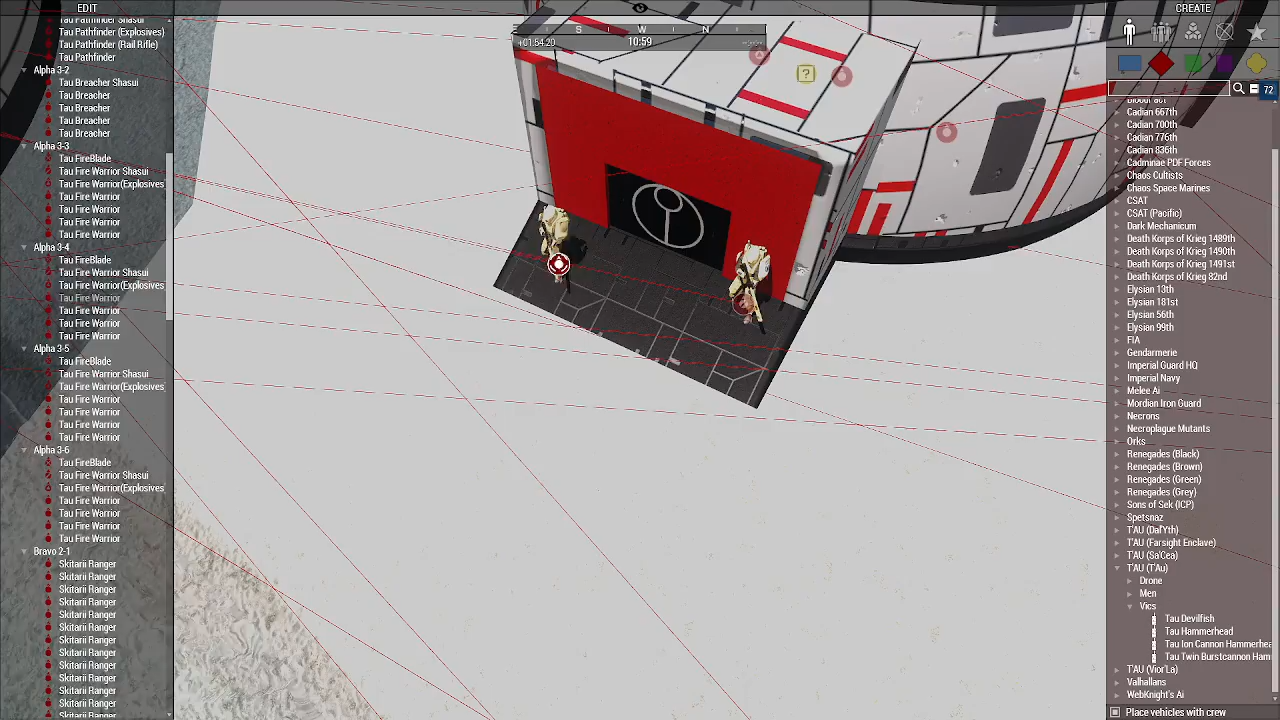 EDIT
Tau Pathfinder Shasui
Tau Pathfinder (Explosives)
Tau Pathfinder (Rail Rifle)
Tau Pathfinder
Alpha 3-2
Tau Breacher Shasui
Tau Breacher
Tau Breacher
Tau Breacher
Tau Breacher
Alpha 3-3
Tau FireBlade
Tau Fire Warrior Shasui
Tau Fire Warrior(Explosives
Tau Fire Warrior
Tau Fire Warrior
Tau Fire Warrior
Tau Fire Warrior
Alpha 3-4
Tau FireBlade
Tau Fire Warrior Shasui
Tau Fire Warrior(Explosives
Tau Fire Warrior
Tau Fire Warrior
Tau Fire Warrior
Tau Fire Warrior
Alpha 3-5
Tau FireBlade
Tau Fire Warrior Shasui
Tau Fire Warrior(Explosives
Tau Fire Warrior
Tau Fire Warrior
Tau Fire Warrior
Tau Fire Warrior
Alpha 3-6
Tau FireBlade
Tau Fire Warrior Shasui
Tau Fire Warrior(Explosives
Tau Fire Warrior
Tau Fire Warrior
Tau Fire Warrior
Tau Fire Warrior
Bravo 2-1
Skitarii Ranger
Skitarii Ranger
Skitarii Ranger
Skitarii Ranger
Skitarii Ranger
Skitarii Ranger
Skitarii Ranger
Skitarii Ranger
Skitarii Ranger
Skitarii Ranger
Skitarii Ranger
Skitarii Ranger
Skitarii Ranger
S W N
+01:54:20 10:59
?
CREATE
72
Blood Pact
Cadian 667th
Cadian 700th
Cadian 776th
Cadian 836th
Cadminae PDF Forces
Chaos Cultists
Chaos Space Marines
CSAT
CSAT (Pacific)
Dark Mechanicum
Death Korps of Krieg 1489th
Death Korps of Krieg 1490th
Death Korps of Krieg 1491st
Death Korps of Krieg 82nd
Elysian 13th
Elysian 181st
Elysian 56th
Elysian 99th
FIA
Gendarmerie
Imperial Guard HQ
Imperial Navy
Melee Ai
Mordian Iron Guard
Necrons
Necroplague Mutants
Orks
Renegades (Black)
Renegades (Brown)
Renegades (Green)
Renegades (Grey)
Sons of Sek (ICP)
Spetsnaz
T'AU (Dal'Yth)
T'AU (Farsight Enclave)
T'AU (Sa'Cea)
T'AU (T'Au)
Drone
Men
Vics
Tau Devilfish
Tau Hammerhead
Tau Ion Cannon Hammerhea
Tau Twin Burstcannon Ham
T'AU (Vior'La)
Valhallans
WebKnight's Ai
Place vehicles with crew